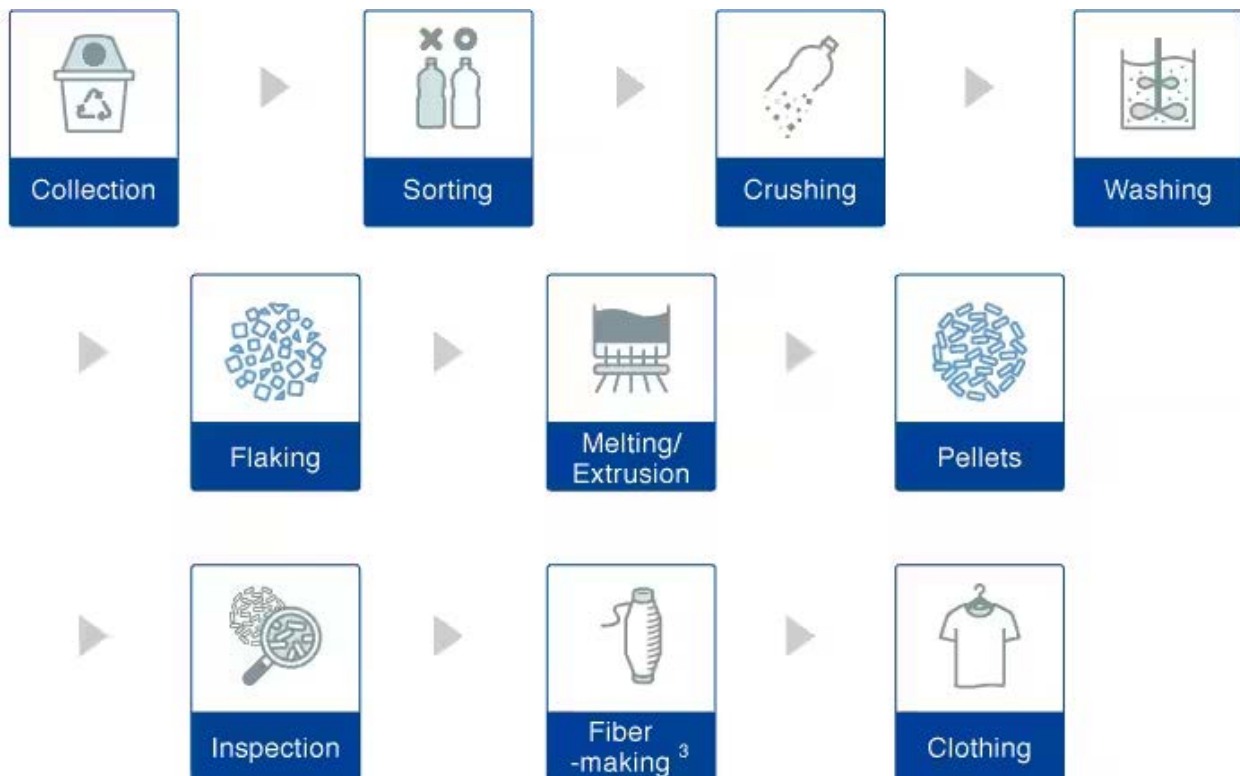 Collection
Sorting
Crushing
Washing
Flaking
Melting/
Extrusion
Pellets
Inspection
Fiber
-making ³
Clothing